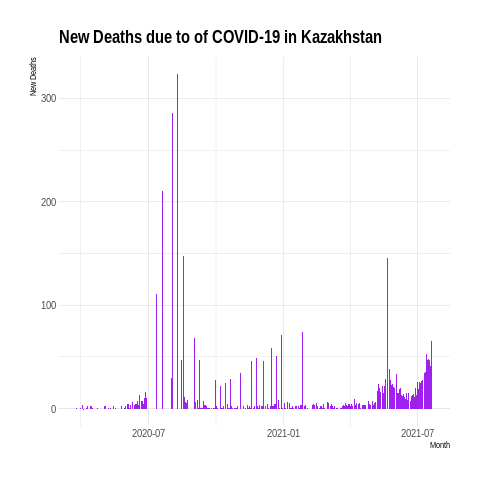 New Deaths due to of COVID-19 in Kazakhstan
New Deaths
300
200
100
0
2020-07
2021-01
2021-07
Month